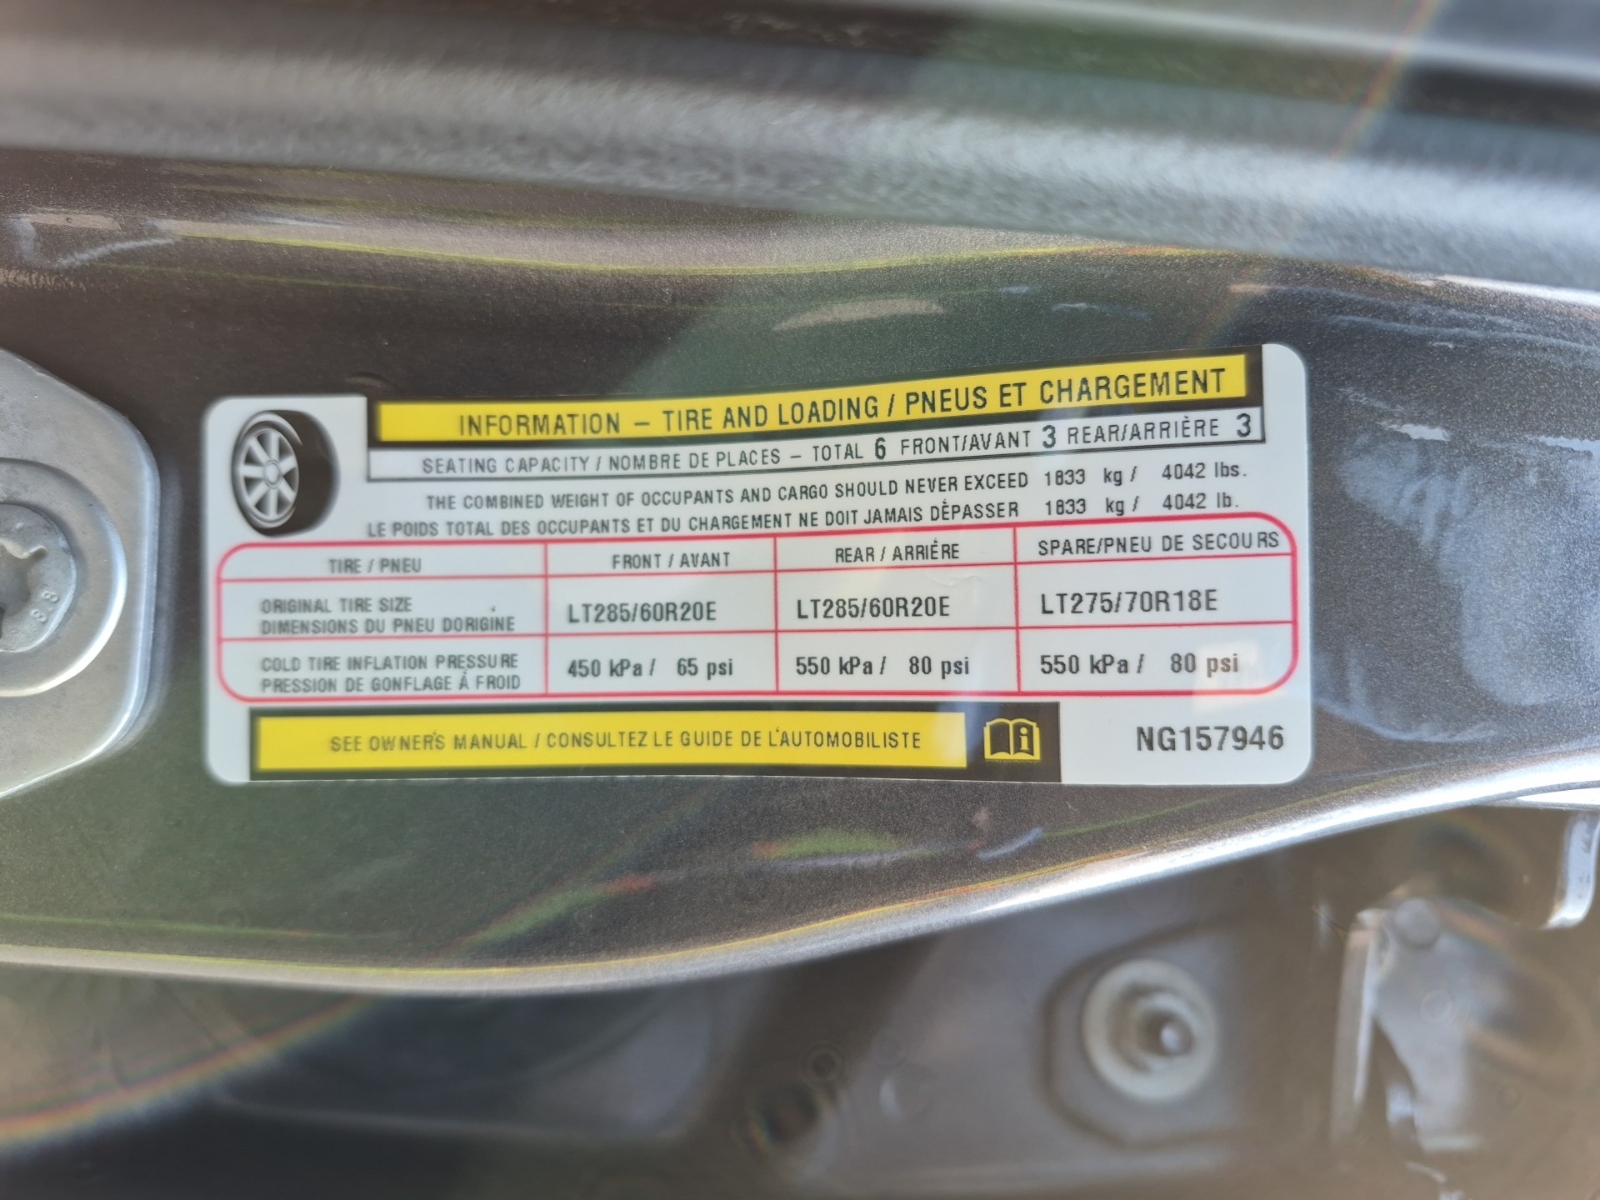 INFORMATION – TIRE AND LOADING / PNEUS ET CHARGEMENT
SEATING CAPACITY / NOMBRE DE PLACES – TOTAL 6 FRONT/AVANT 3 REAR/ARRIÈRE 3
THE COMBINED WEIGHT OF OCCUPANTS AND CARGO SHOULD NEVER EXCEED 1833 kg / 4042 lbs.
LE POIDS TOTAL DES OCCUPANTS ET DU CHARGEMENT NE DOIT JAMAIS DÉPASSER 1833 kg / 4042 lb.
TIRE / PNEU FRONT / AVANT REAR / ARRIÈRE SPARE/PNEU DE SECOURS
ORIGINAL TIRE SIZE
DIMENSIONS DU PNEU DORIGINE LT285/60R20E LT285/60R20E LT275/70R18E
COLD TIRE INFLATION PRESSURE
PRESSION DE GONFLAGE À FROID 450 kPa / 65 psi 550 kPa / 80 psi 550 kPa / 80 psi
SEE OWNER'S MANUAL / CONSULTEZ LE GUIDE DE L'AUTOMOBILISTE
NG157946
8.8